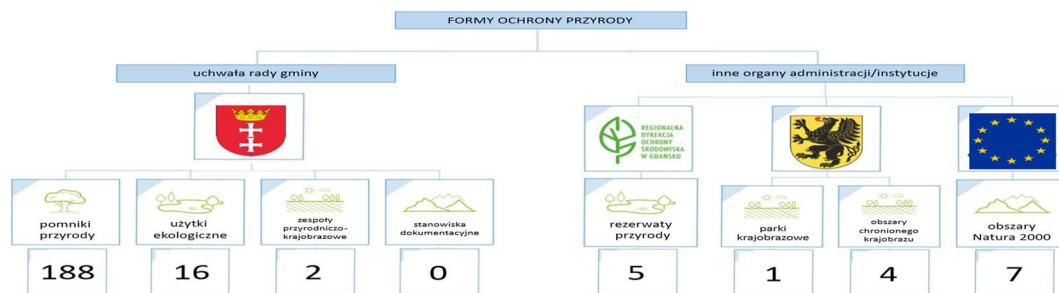 FORMY OCHRONY PRZYRODY
uchwała rady gminy
inne organy administracji/instytucje
REGIONALNA
DYREKCJA
OCHRONY
ŚRODOWISKA
W GDAŃSKU
pomniki
przyrody
użytki
ekologiczne
zespoły
przyrodniczo-
krajobrazowe
stanowiska
dokumentacyjne
rezerwaty
przyrody
parki
krajobrazowe
obszary
chronionego
krajobrazu
obszary
Natura 2000
188
16
2
0
5
1
4
7